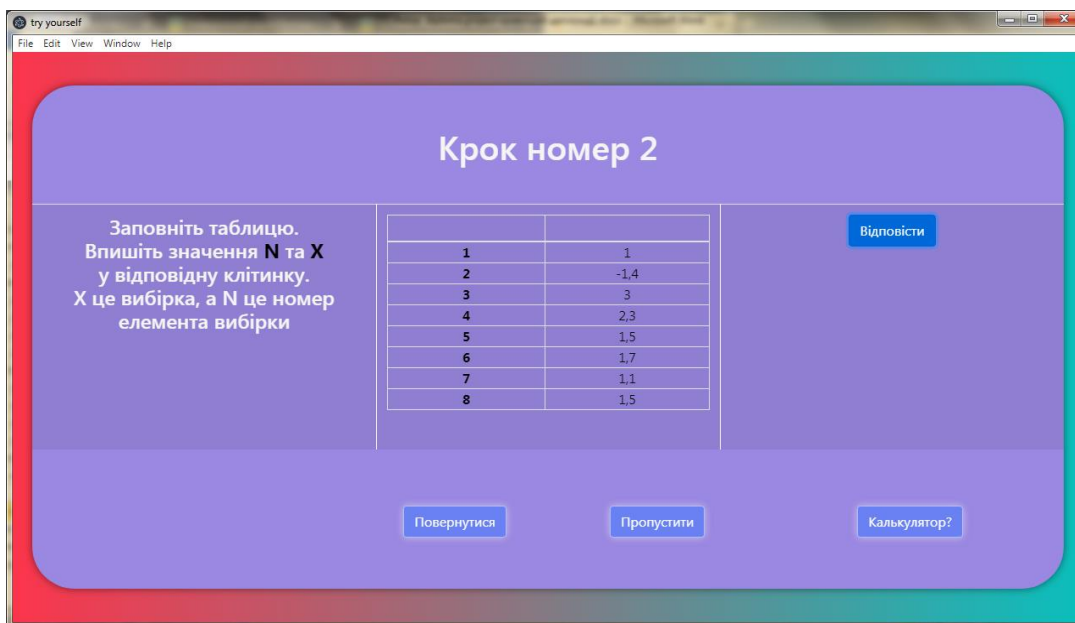 try yourself
File Edit View Window Help
Крок номер 2
Заповніть таблицю.
Впишіть значення N та X
у відповідну клітинку.
X це вибірка, а N це номер
елемента вибірки
1 1
2 -1,4
3 3
4 2,3
5 1,5
6 1,7
7 1,1
8 1,5
Відповісти
Повернутися Пропустити Калькулятор?